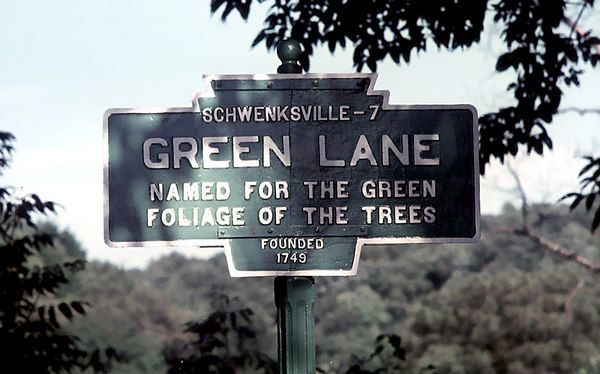 SCHWENKSVILLE-7
GREEN LANE
NAMED FOR THE GREEN
FOLIAGE OF THE TREES
FOUNDED
1749